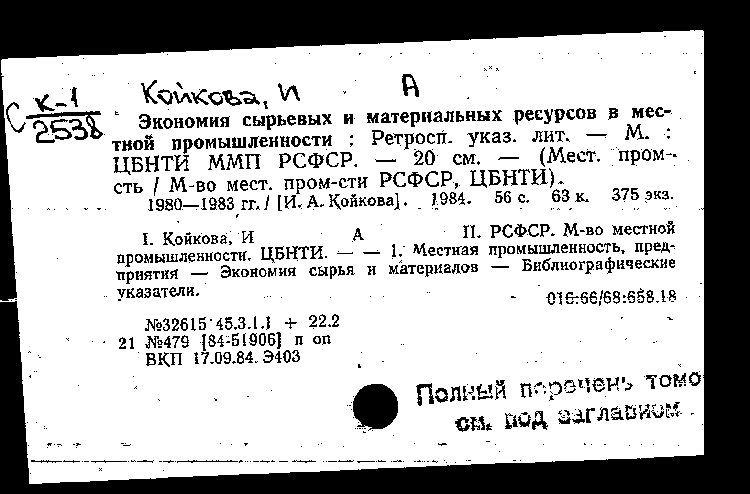 Койкова, И А
С К-1
2538
Экономия сырьевых и материальных ресурсов в мес-
тной промышленности : Ретросп. указ. лит. — М. :
ЦБНТИ ММП РСФСР. — 20 см. — (Мест. пром-
сть / М-во мест. пром-сти РСФСР, ЦБНТИ).
1980—1983 гг. / [И. А. Койкова]. 1984. 56 с. 63 к. 375 экз.
I. Койкова, И А II. РСФСР. М-во местной
промышленности. ЦБНТИ. — — 1. Местная промышленность, пред-
приятия — Экономия сырья и материалов — Библиографические
указатели.
016:66/68:658.18
№32615 45.3.1.1 + 22.2
21 №479 [84-51906] п оп
ВКП 17.09.84. Э403
Полный перечень томо
см. под заглавием